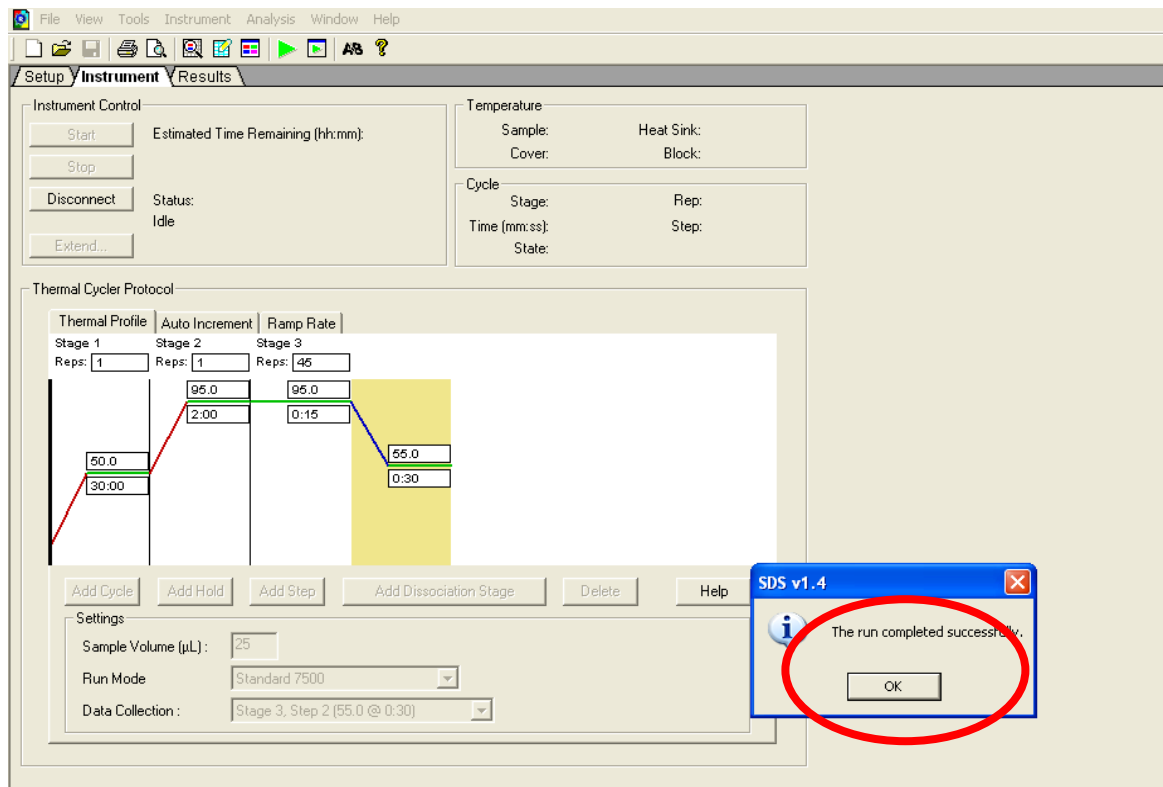 File View Tools Instrument Analysis Window Help
Setup Instrument Results
Instrument Control
Start Estimated Time Remaining (hh:mm):
Stop
Disconnect Status:
Idle
Extend...
Temperature
Sample: Heat Sink:
Cover: Block:
Cycle
Stage: Rep:
Time (mm:ss): Step:
State:
Thermal Cycler Protocol
Thermal Profile Auto Increment Ramp Rate
Stage 1 Stage 2 Stage 3
Reps: 1 Reps: 1 Reps: 45
95.0 95.0
2:00 0:15
50.0 55.0
30:00 0:30
Add Cycle Add Hold Add Step Add Dissociation Stage Delete Help
Settings
Sample Volume (µL) : 25
Run Mode Standard 7500
Data Collection : Stage 3, Step 2 (55.0 @ 0:30)
SDS v1.4
The run completed successfully.
OK